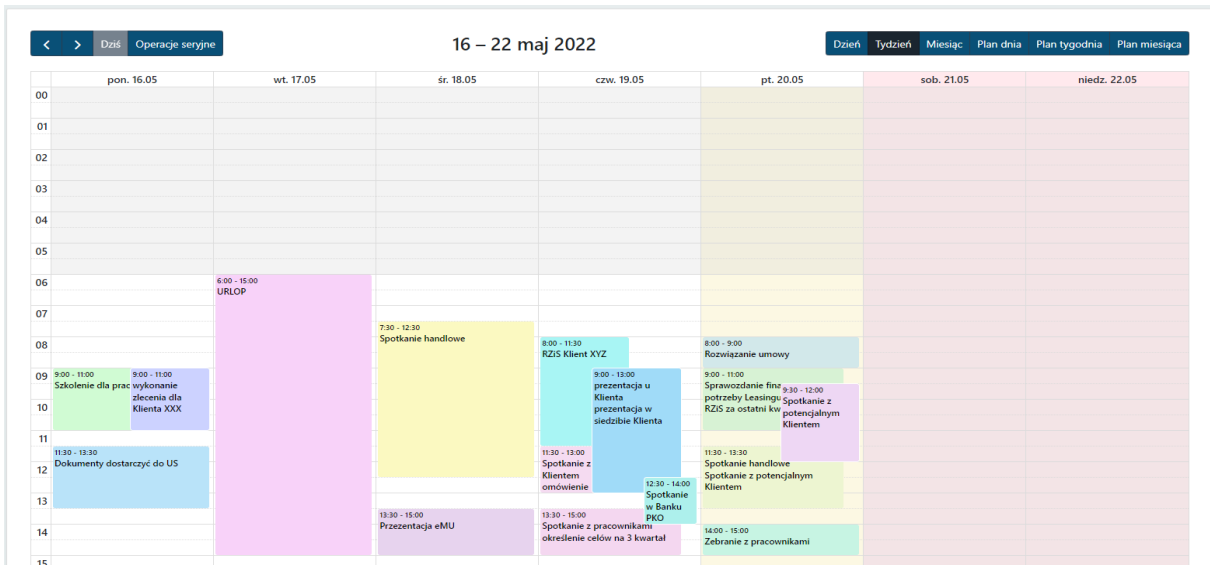 Dziś Operacje seryjne
16 – 22 maj 2022
Dzień Tydzień Miesiąc Plan dnia Plan tygodnia Plan miesiąca
pon. 16.05 wt. 17.05 śr. 18.05 czw. 19.05 pt. 20.05 sob. 21.05 niedz. 22.05
00
01
02
03
04
05
06
07
08
09
10
11
12
13
14
15
9:00 - 11:00
Szkolenie dla prac
9:00 - 11:00
wykonanie
zlecenia dla
Klienta XXX
11:30 - 13:30
Dokumenty dostarczyć do US
6:00 - 15:00
URLOP
7:30 - 12:30
Spotkanie handlowe
13:30 - 15:00
Przezentacja eMU
8:00 - 11:30
RZiS Klient XYZ
9:00 - 13:00
prezentacja u
Klienta
prezentacja w
siedzibie Klienta
11:30 - 13:00
Spotkanie z
Klientem
omówienie
12:30 - 14:00
Spotkanie
w Banku
PKO
13:30 - 15:00
Spotkanie z pracownikami
określenie celów na 3 kwartał
8:00 - 9:00
Rozwiązanie umowy
9:00 - 11:00
Sprawozdanie fina
potrzeby Leasingu
RZiS za ostatni kw
9:30 - 12:00
Spotkanie z
potencjalnym
Klientem
11:30 - 13:30
Spotkanie handlowe
Spotkanie z potencjalnym
Klientem
14:00 - 15:00
Zebranie z pracownikami